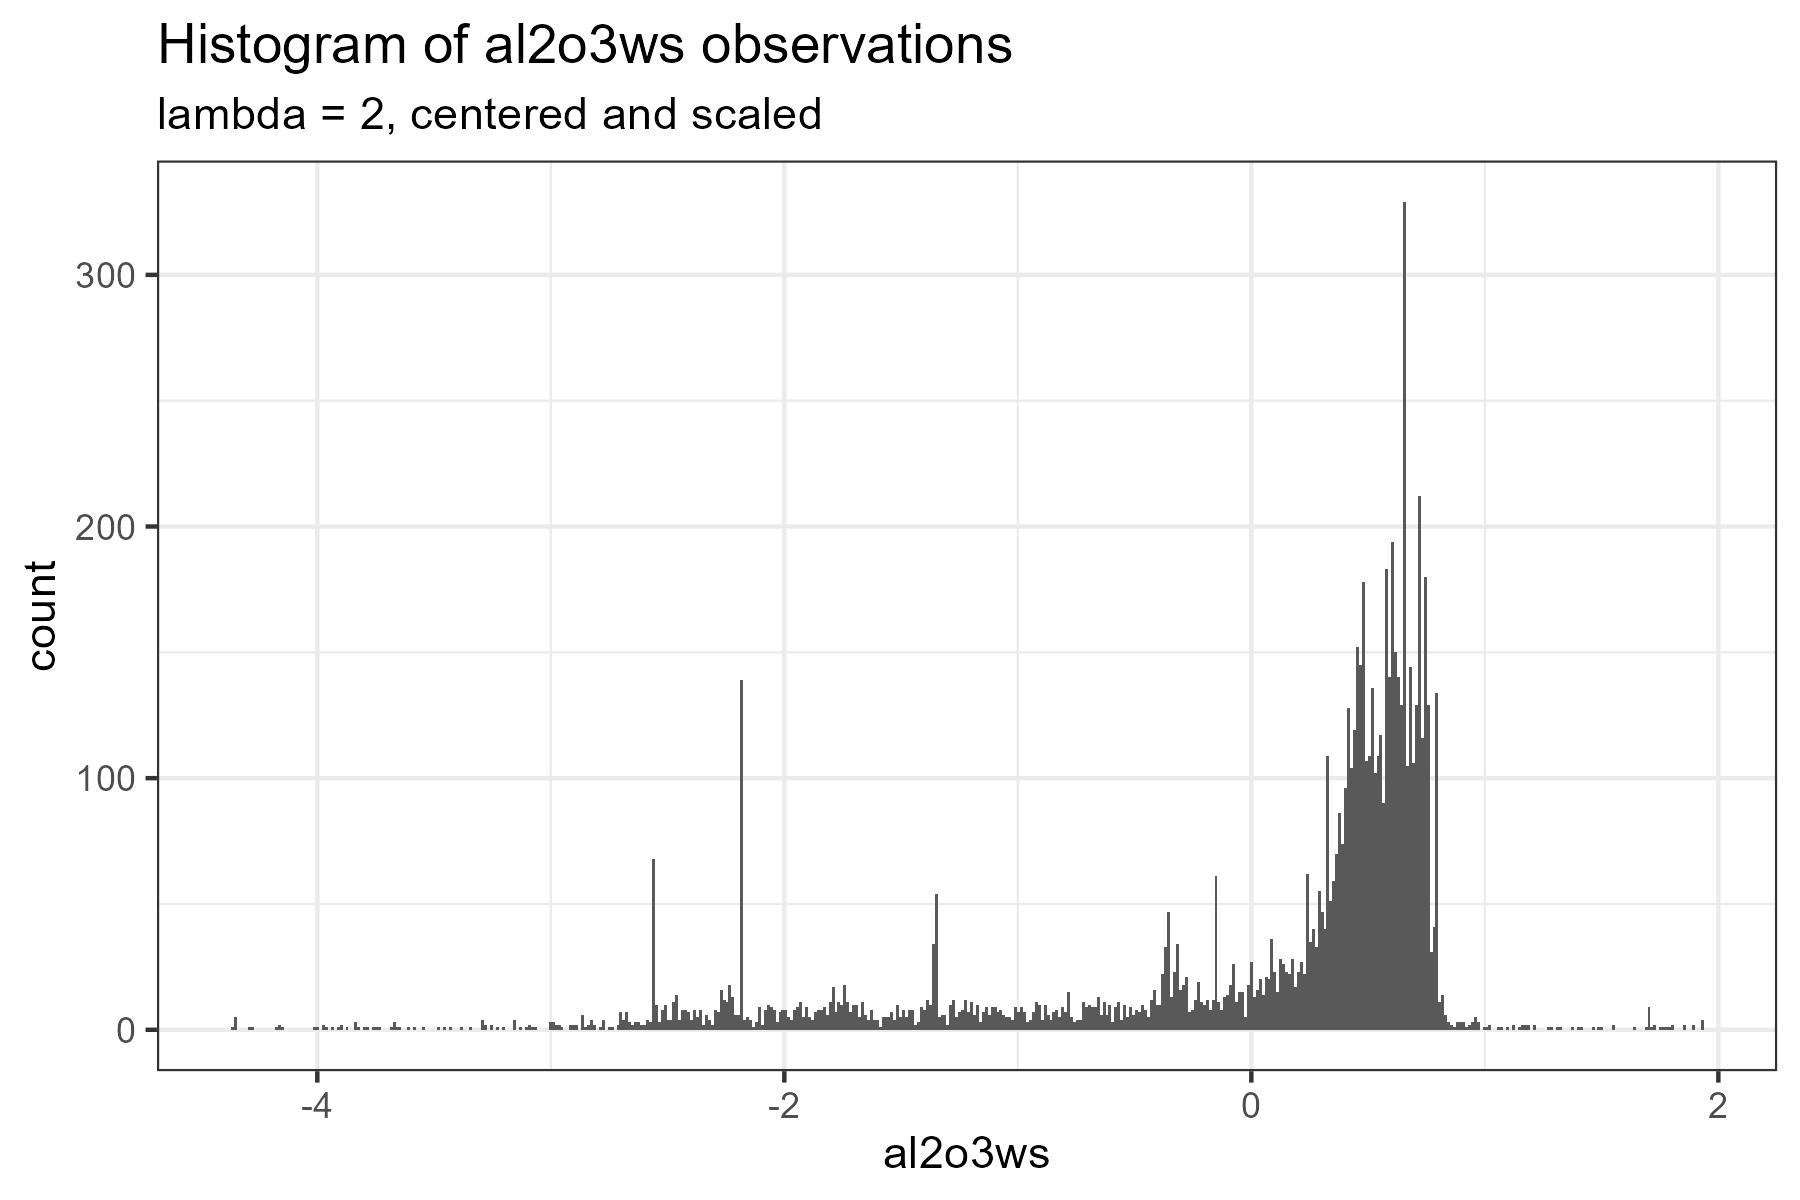 Histogram of al2o3ws observations
lambda = 2, centered and scaled
300
200
100
0
count
-4
-2
0
2
al2o3ws